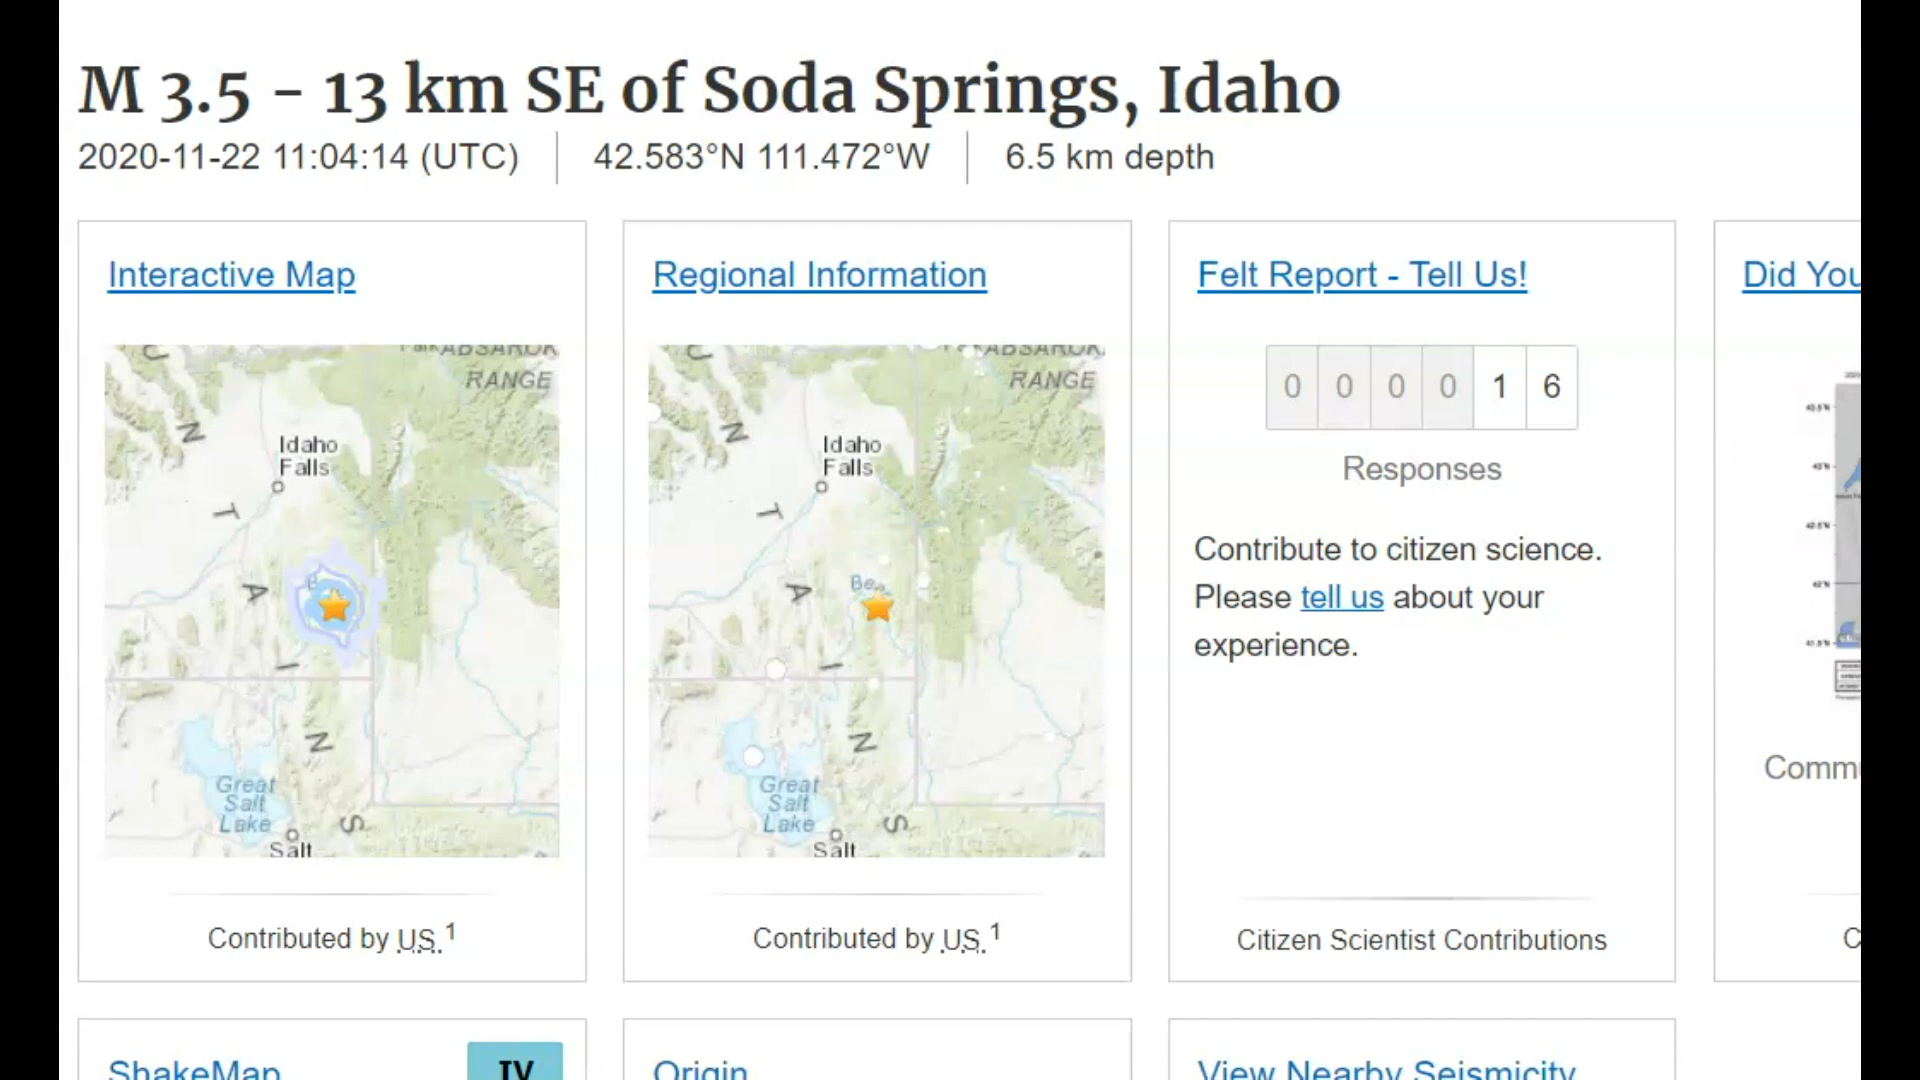 M 3.5 - 13 km SE of Soda Springs, Idaho
2020-11-22 11:04:14 (UTC)
42.583°N 111.472°W
6.5 km depth
Interactive Map
ABSAROK
RANGE
Idaho
Falls
T
A
I
N
S
Great
Salt
Lake
Salt
Contributed by US 1
Regional Information
ABSAROK
RANGE
Idaho
Falls
T
A
Be
I
N
S
Great
Salt
Lake
Salt
Contributed by US 1
Felt Report - Tell Us!
0 0 0 0 1 6
Responses
Contribute to citizen science.
Please tell us about your
experience.
Citizen Scientist Contributions
Did You
Comm
C
ShakeMap
IV
Origin
View Nearby Seismicity